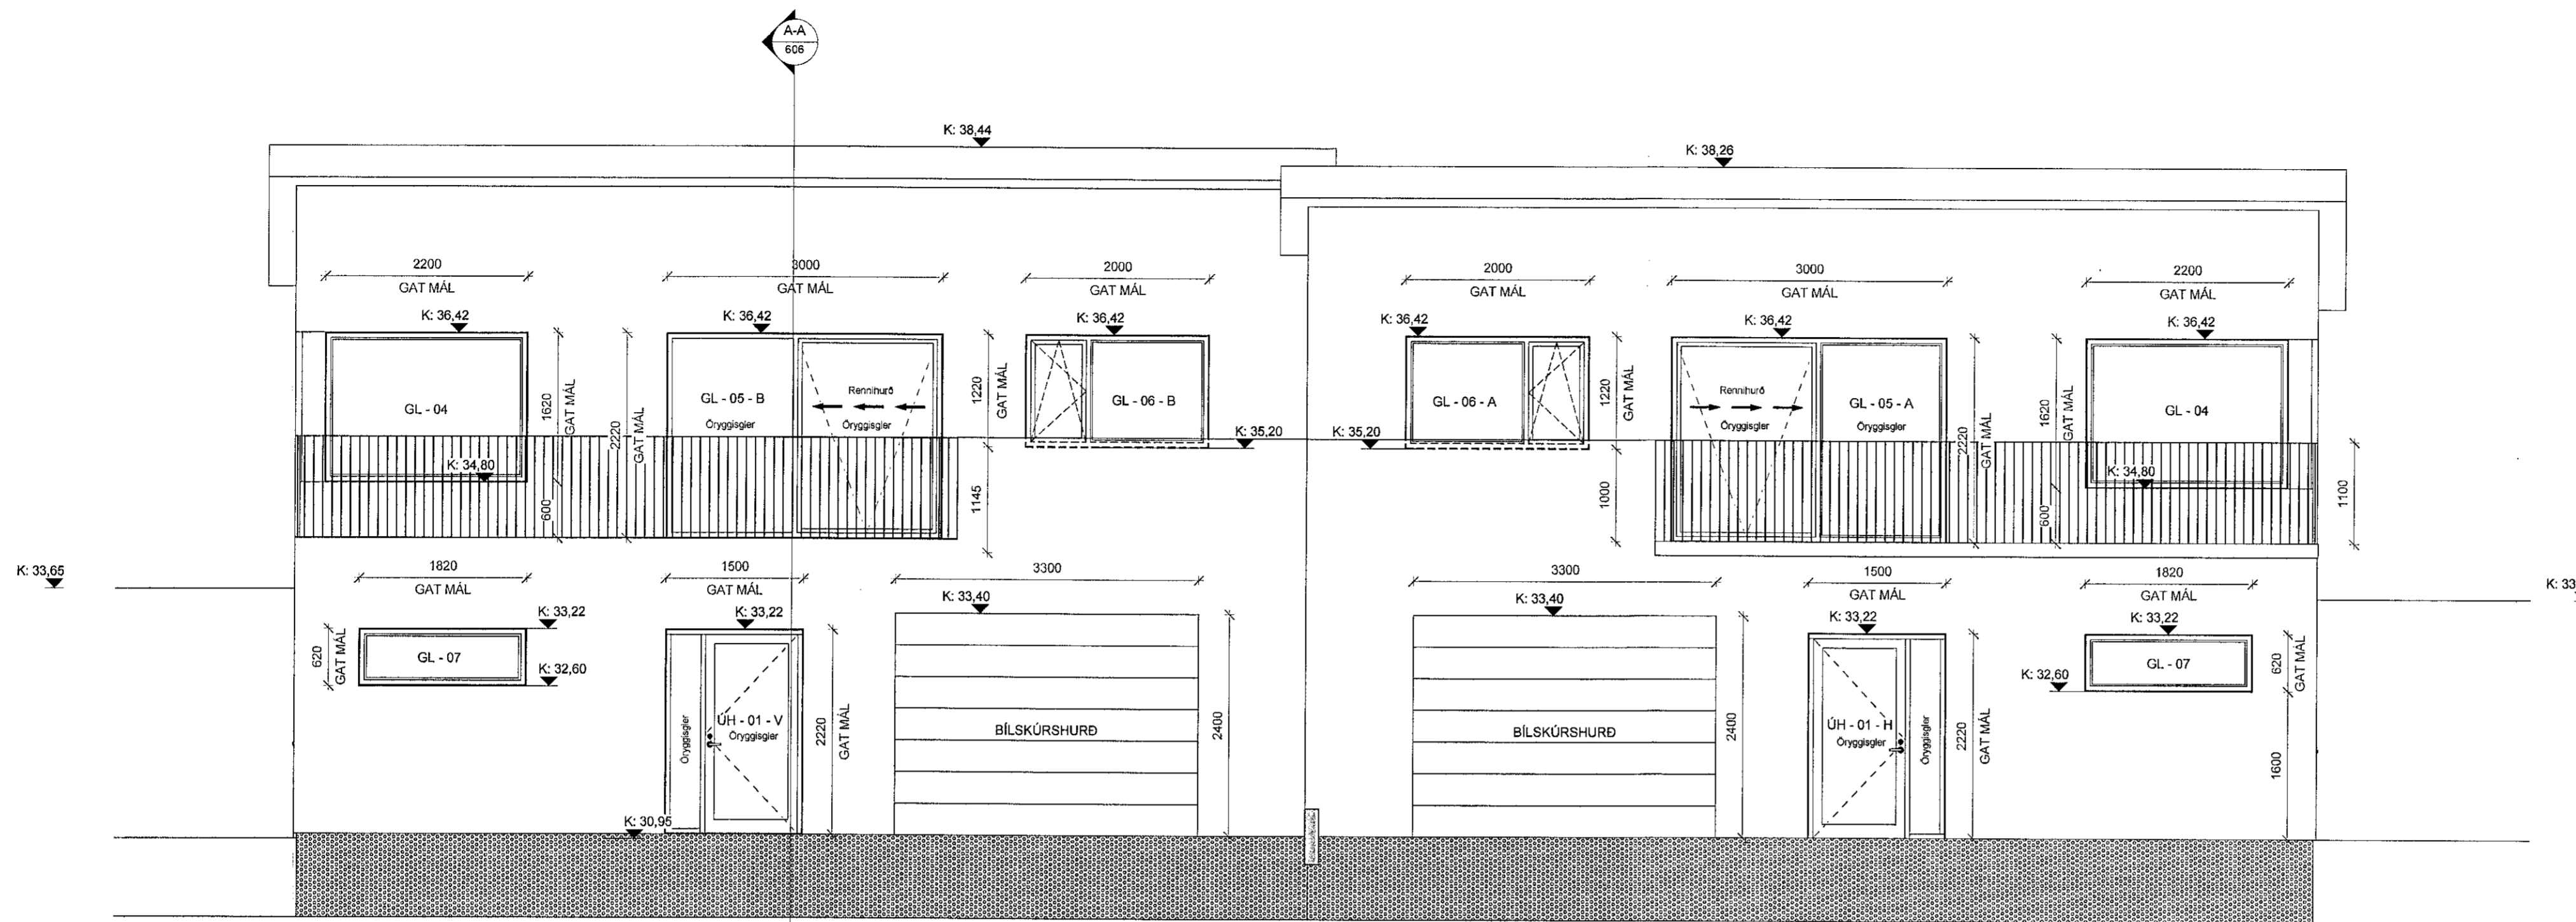 A-A
606
K: 38,44
K: 38,26
2200
GAT MÁL
3000
GAT MÁL
2000
GAT MÁL
2000
GAT MÁL
3000
GAT MÁL
2200
GAT MÁL
K: 36,42
K: 36,42
K: 36,42
K: 36,42
K: 36,42
K: 36,42
GL - 04
1620
GAT MÁL
2220
GAT MÁL
GL - 05 - B
Öryggisgler
Rennihurð
Öryggisgler
1220
GAT MÁL
GL - 06 - B
GL - 06 - A
1220
GAT MÁL
Rennihurð
Öryggisgler
GL - 05 - A
Öryggisgler
2220
GAT MÁL
1620
GAT MÁL
GL - 04
K: 35,20
K: 35,20
K: 34,80
600
1145
1000
600
K: 34,80
1100
K: 33,65
K: 33
1820
GAT MÁL
1500
GAT MÁL
3300
3300
1500
GAT MÁL
1820
GAT MÁL
K: 33,22
K: 33,22
K: 33,40
K: 33,40
K: 33,22
K: 33,22
620
GAT MÁL
GL - 07
K: 32,60
Öryggisgler
ÚH - 01 - V
Öryggisgler
2220
GAT MÁL
BÍLSKÚRSHURÐ
2400
BÍLSKÚRSHURÐ
2400
ÚH - 01 - H
Öryggisgler
Öryggisgler
2220
GAT MÁL
K: 32,60
GL - 07
620
GAT MÁL
1600
K: 30,95